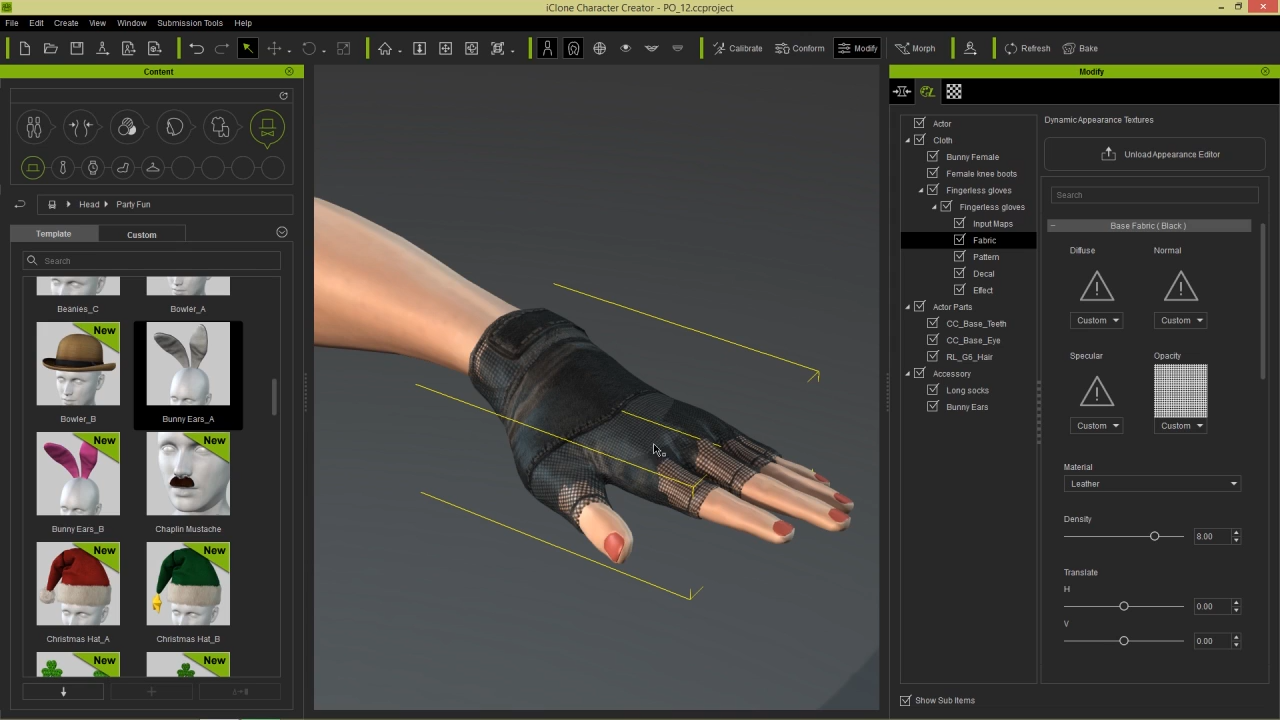 iClone Character Creator - PO_12.ccproject
File Edit Create View Window Submission Tools Help
Calibrate Conform Modify Morph Refresh Bake
Content
Head Party Fun
Template Custom
Search
Beanies_C Bowler_A
New
Bowler_B Bunny Ears_A
New New
Bunny Ears_B Chaplin Mustache
New New
Christmas Hat_A Christmas Hat_B
New New
Modify
Actor
Cloth
Bunny Female
Female knee boots
Fingerless gloves
Fingerless gloves
Input Maps
Fabric
Pattern
Decal
Effect
Actor Parts
CC_Base_Teeth
CC_Base_Eye
RL_G6_Hair
Accessory
Long socks
Bunny Ears
Show Sub Items
Dynamic Appearance Textures
Unload Appearance Editor
Search
Base Fabric ( Black )
Diffuse Normal
Custom Custom
Specular Opacity
Custom Custom
Material
Leather
Density
8.00
Translate
H
0.00
V
0.00